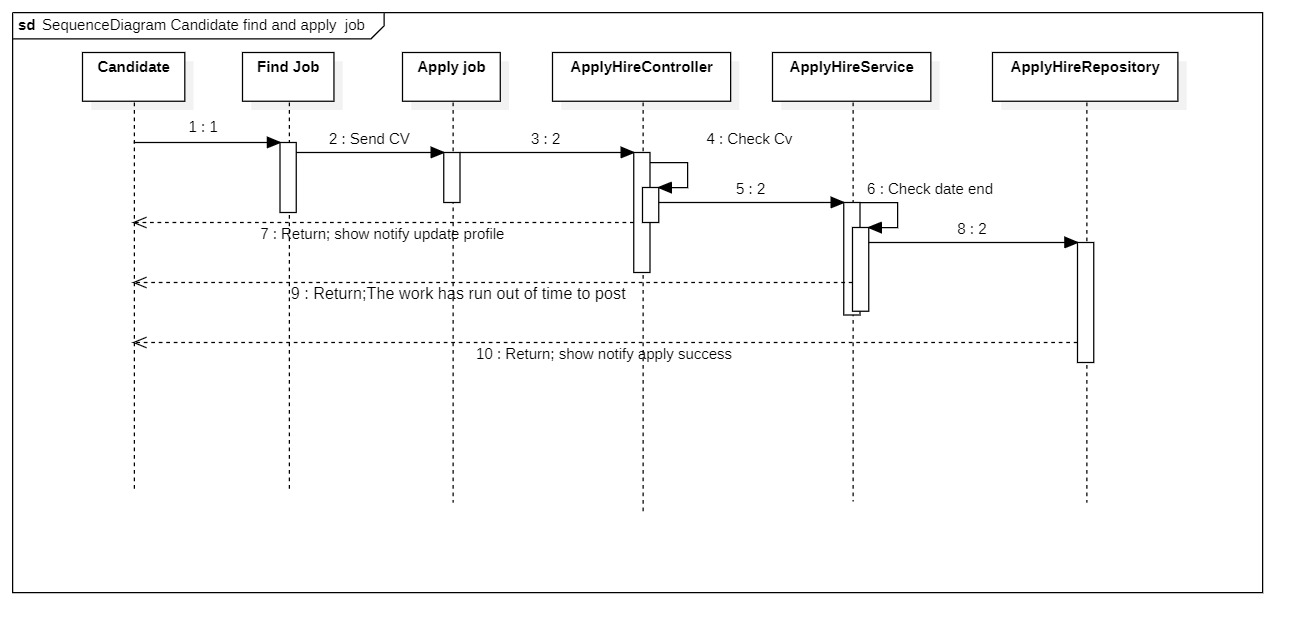 sd SequenceDiagram Candidate find and apply  job
Candidate
Find Job
Apply job
ApplyHireController
ApplyHireService
ApplyHireRepository
1 : 1
2 : Send CV
3 : 2
4 : Check Cv
5 : 2
6 : Check date end
7 : Return; show notify update profile
8 : 2
9 : Return;The work has run out of time to post
10 : Return; show notify apply success